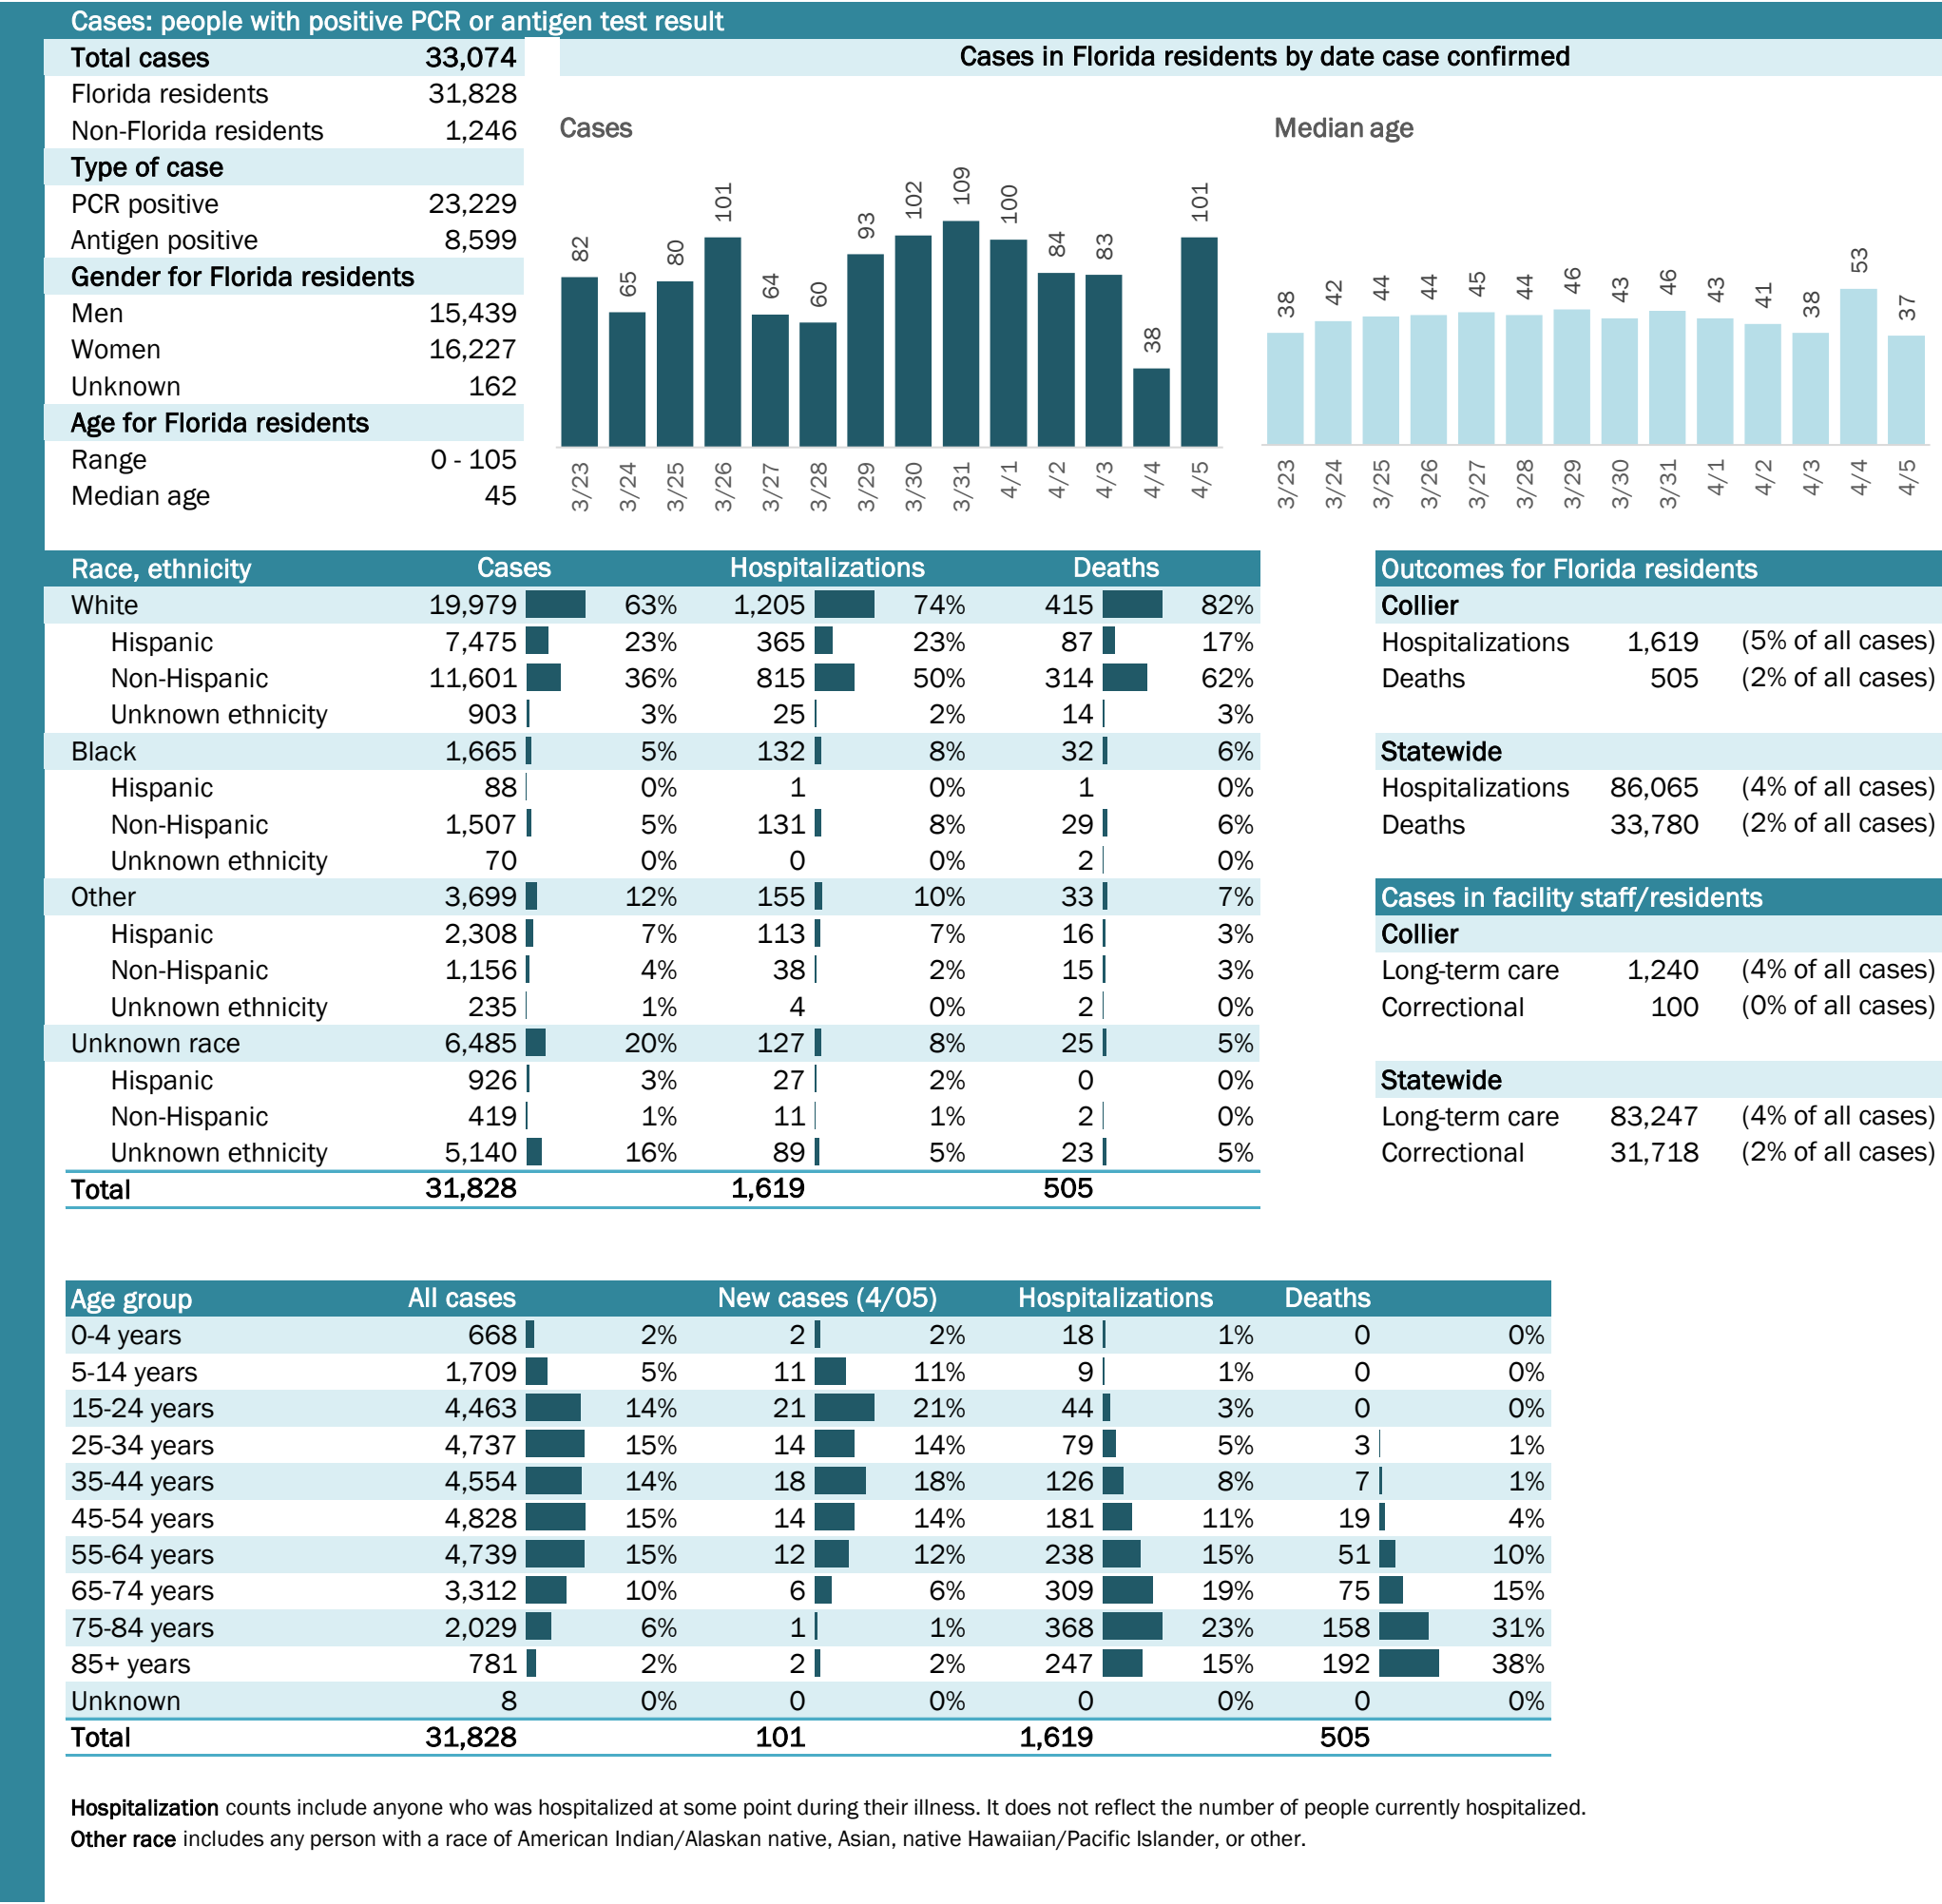 Cases: people with positive PCR or antigen test result
Total cases 33,074
Florida residents 31,828
Non-Florida residents 1,246
Type of case
PCR positive 23,229
Antigen positive 8,599
Gender for Florida residents
Men 15,439
Women 16,227
Unknown 162
Age for Florida residents
Range 0 - 105
Median age 45
Cases in Florida residents by date case confirmed
Cases
82 65 80 101 64 60 93 102 109 100 84 83 38 101
3/23 3/24 3/25 3/26 3/27 3/28 3/29 3/30 3/31 4/1 4/2 4/3 4/4 4/5
Median age
38 42 44 44 45 44 46 43 46 43 41 38 53 37
3/23 3/24 3/25 3/26 3/27 3/28 3/29 3/30 3/31 4/1 4/2 4/3 4/4 4/5
Race, ethnicity Cases Hospitalizations Deaths
White 19,979 63% 1,205 74% 415 82%
Hispanic 7,475 23% 365 23% 87 17%
Non-Hispanic 11,601 36% 815 50% 314 62%
Unknown ethnicity 903 3% 25 2% 14 3%
Black 1,665 5% 132 8% 32 6%
Hispanic 88 0% 1 0% 1 0%
Non-Hispanic 1,507 5% 131 8% 29 6%
Unknown ethnicity 70 0% 0 0% 2 0%
Other 3,699 12% 155 10% 33 7%
Hispanic 2,308 7% 113 7% 16 3%
Non-Hispanic 1,156 4% 38 2% 15 3%
Unknown ethnicity 235 1% 4 0% 2 0%
Unknown race 6,485 20% 127 8% 25 5%
Hispanic 926 3% 27 2% 0 0%
Non-Hispanic 419 1% 11 1% 2 0%
Unknown ethnicity 5,140 16% 89 5% 23 5%
Total 31,828 1,619 505
Outcomes for Florida residents
Collier
Hospitalizations 1,619 (5% of all cases)
Deaths 505 (2% of all cases)
Statewide
Hospitalizations 86,065 (4% of all cases)
Deaths 33,780 (2% of all cases)
Cases in facility staff/residents
Collier
Long-term care 1,240 (4% of all cases)
Correctional 100 (0% of all cases)
Statewide
Long-term care 83,247 (4% of all cases)
Correctional 31,718 (2% of all cases)
Age group All cases New cases (4/05) Hospitalizations Deaths
0-4 years 668 2% 2 2% 18 1% 0 0%
5-14 years 1,709 5% 11 11% 9 1% 0 0%
15-24 years 4,463 14% 21 21% 44 3% 0 0%
25-34 years 4,737 15% 14 14% 79 5% 3 1%
35-44 years 4,554 14% 18 18% 126 8% 7 1%
45-54 years 4,828 15% 14 14% 181 11% 19 4%
55-64 years 4,739 15% 12 12% 238 15% 51 10%
65-74 years 3,312 10% 6 6% 309 19% 75 15%
75-84 years 2,029 6% 1 1% 368 23% 158 31%
85+ years 781 2% 2 2% 247 15% 192 38%
Unknown 8 0% 0 0% 0 0% 0 0%
Total 31,828 101 1,619 505
Hospitalization counts include anyone who was hospitalized at some point during their illness. It does not reflect the number of people currently hospitalized.
Other race includes any person with a race of American Indian/Alaskan native, Asian, native Hawaiian/Pacific Islander, or other.